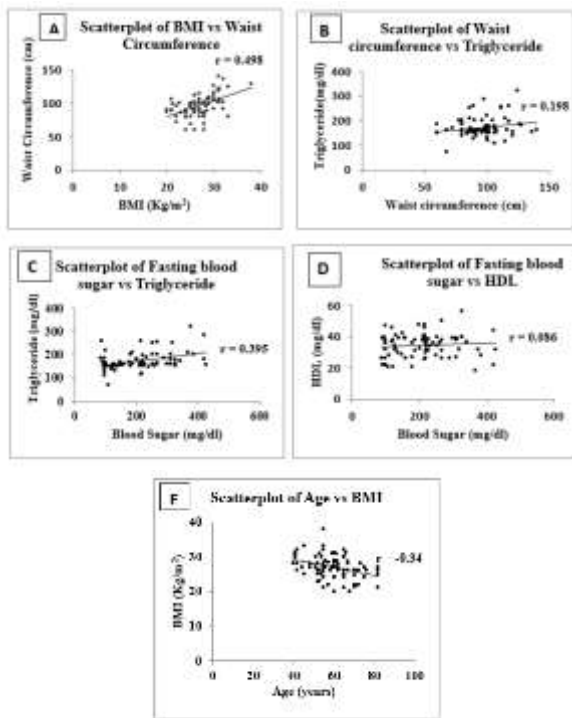 A
Scatterplot of BMI vs Waist
Circumference
r = 0.498
Waist Circumference (cm)
150
100
50
0
0 10 20 30 40
BMI (Kg/m²)
B
Scatterplot of Waist
circumference vs Triglyceride
r = 0.198
Triglyceride(mg/dl)
400
300
200
100
0
0 50 100 150
Waist circumference (cm)
C
Scatterplot of Fasting blood
sugar vs Triglyceride
r = 0.395
Triglyceride (mg/dl)
400
300
200
100
0
0 200 400 600
Blood Sugar (mg/dl)
D
Scatterplot of Fasting blood
sugar vs HDL
r = 0.086
HDL (mg/dl)
60
40
20
0
0 200 400 600
Blood Sugar (mg/dl)
Scatterplot of Age vs BMI
-0.34
BMI (Kg/m²)
40
30
20
10
0
0 20 40 60 80 100
Age (years)